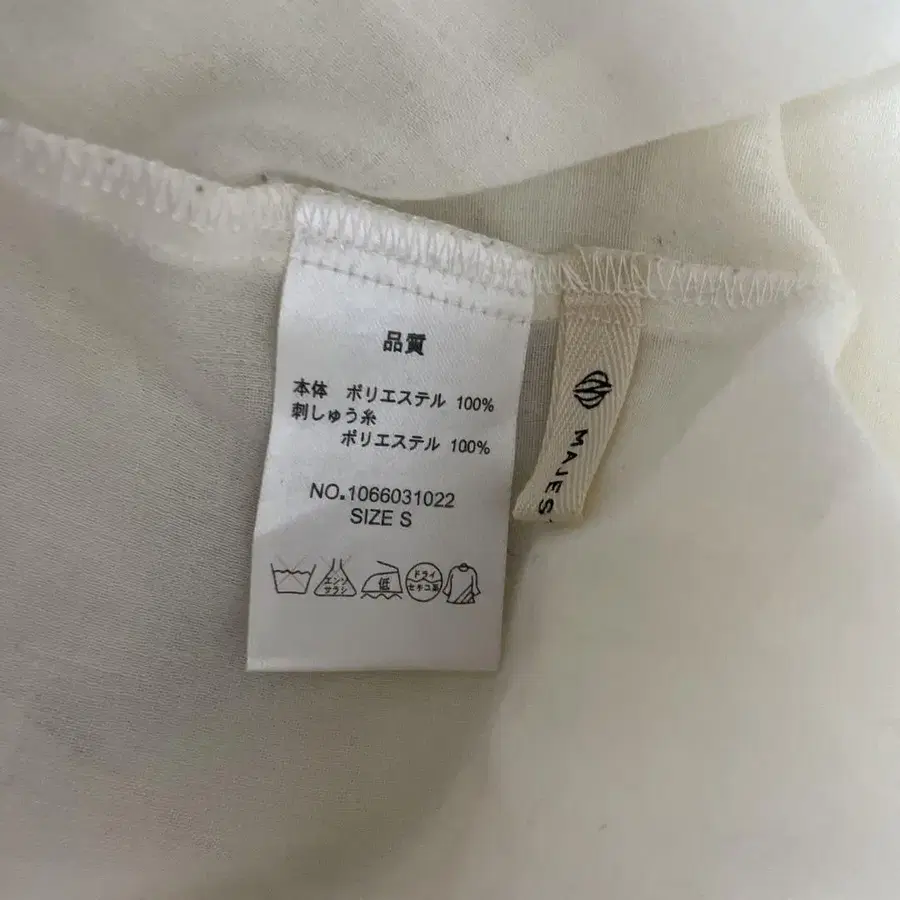 品質
本体 ポリエステル 100%
刺しゅう糸
ポリエステル 100%
NO.1066031022
SIZE S
エンソ
サラシ
低
ドライ
セキユ系
MAJES